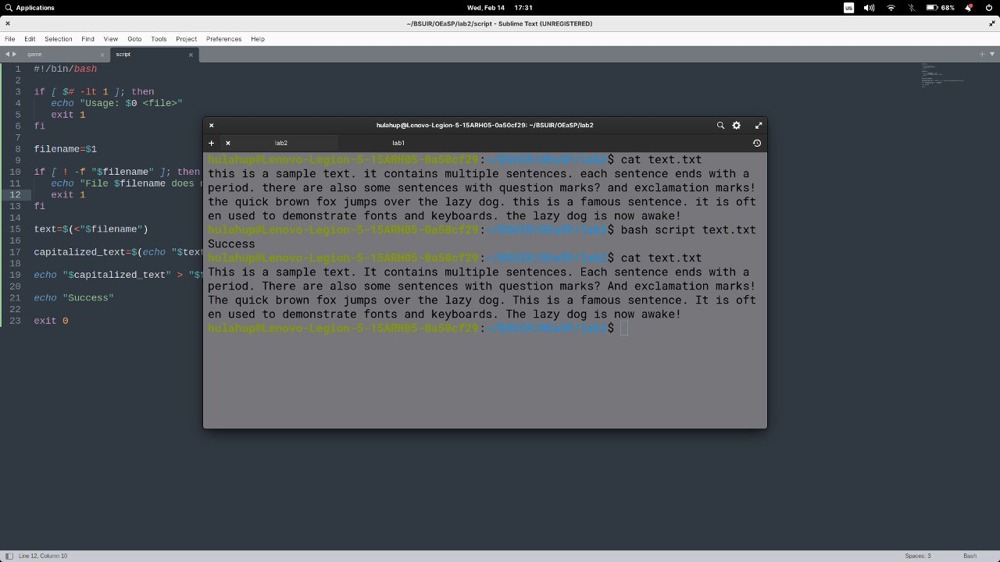 Applications
Wed, Feb 14 17:31
us
68%
~/BSUIR/OEaSP/lab2/script - Sublime Text (UNREGISTERED)
File Edit Selection Find View Goto Tools Project Preferences Help
game
script
1 #!/bin/bash
2
3 if [ $# -lt 1 ]; then
4 echo "Usage: $0 <file>"
5 exit 1
6 fi
7
8 filename=$1
9
10 if [ ! -f "$filename" ]; then
11 echo "File $filename does
12 exit 1
13 fi
14
15 text=$(<"$filename")
16
17 capitalized_text=$(echo "$text
18
19 echo "$capitalized_text" > "$
20
21 echo "Success"
22
23 exit 0
hulahup@Lenovo-Legion-5-15ARH05-0a50cf29: ~/BSUIR/OEaSP/lab2
lab2
lab1
hulahup@Lenovo-Legion-5-15ARH05-0a50cf29:~/BSUIR/OEaSP/lab2$ cat text.txt
this is a sample text. it contains multiple sentences. each sentence ends with a
period. there are also some sentences with question marks? and exclamation marks!
the quick brown fox jumps over the lazy dog. this is a famous sentence. it is oft
en used to demonstrate fonts and keyboards. the lazy dog is now awake!
hulahup@Lenovo-Legion-5-15ARH05-0a50cf29:~/BSUIR/OEaSP/lab2$ bash script text.txt
Success
hulahup@Lenovo-Legion-5-15ARH05-0a50cf29:~/BSUIR/OEaSP/lab2$ cat text.txt
This is a sample text. It contains multiple sentences. Each sentence ends with a
period. There are also some sentences with question marks? And exclamation marks!
The quick brown fox jumps over the lazy dog. This is a famous sentence. It is oft
en used to demonstrate fonts and keyboards. The lazy dog is now awake!
hulahup@Lenovo-Legion-5-15ARH05-0a50cf29:~/BSUIR/OEaSP/lab2$
Line 12, Column 10
Spaces: 3
Bash